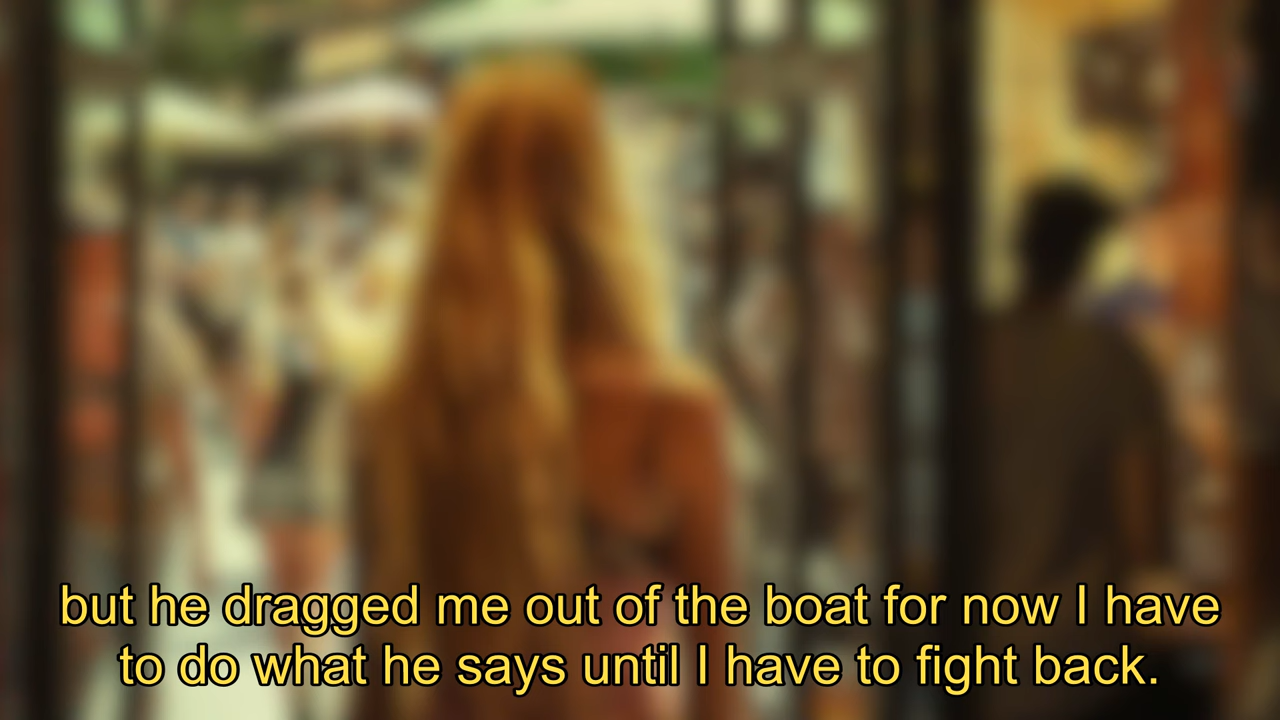 but he dragged me out of the boat for now I have
to do what he says until I have to fight back.